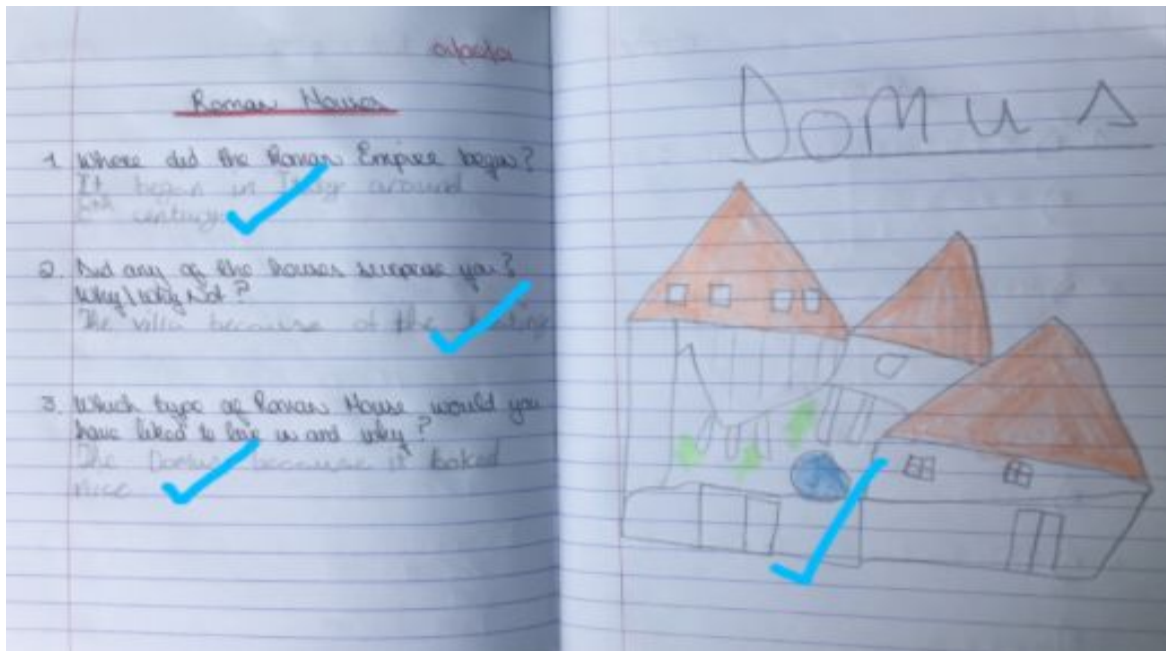 Roman Houses
1. Where did the Roman Empire begin?
It began in Italy around
century
2. Did any of the houses surprise you?
Why/Why Not?
The villa because of the
3. Which type of Roman House would you
have liked to live in and why?
The Domus because it looked
nice
DOMUS